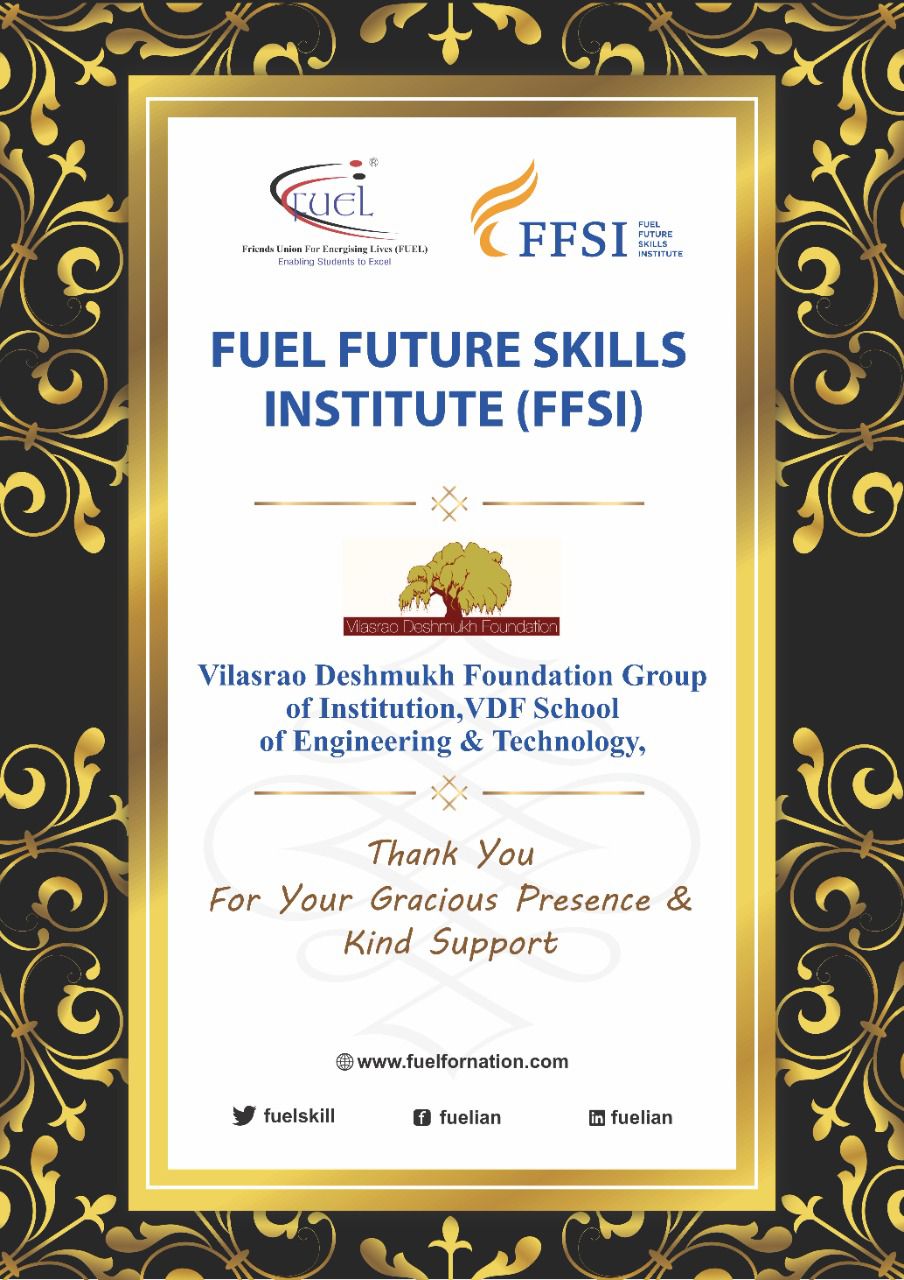 FUEL
®
Friends Union For Energising Lives (FUEL)
Enabling Students to Excel
FFSI
FUEL
FUTURE
SKILLS
INSTITUTE
FUEL FUTURE SKILLS
INSTITUTE (FFSI)
Vilasrao Deshmukh Foundation
Vilasrao Deshmukh Foundation Group
of Institution,VDF School
of Engineering & Technology,
Thank You
For Your Gracious Presence &
Kind Support
www.fuelfornation.com
fuelskill
fuelian
fuelian